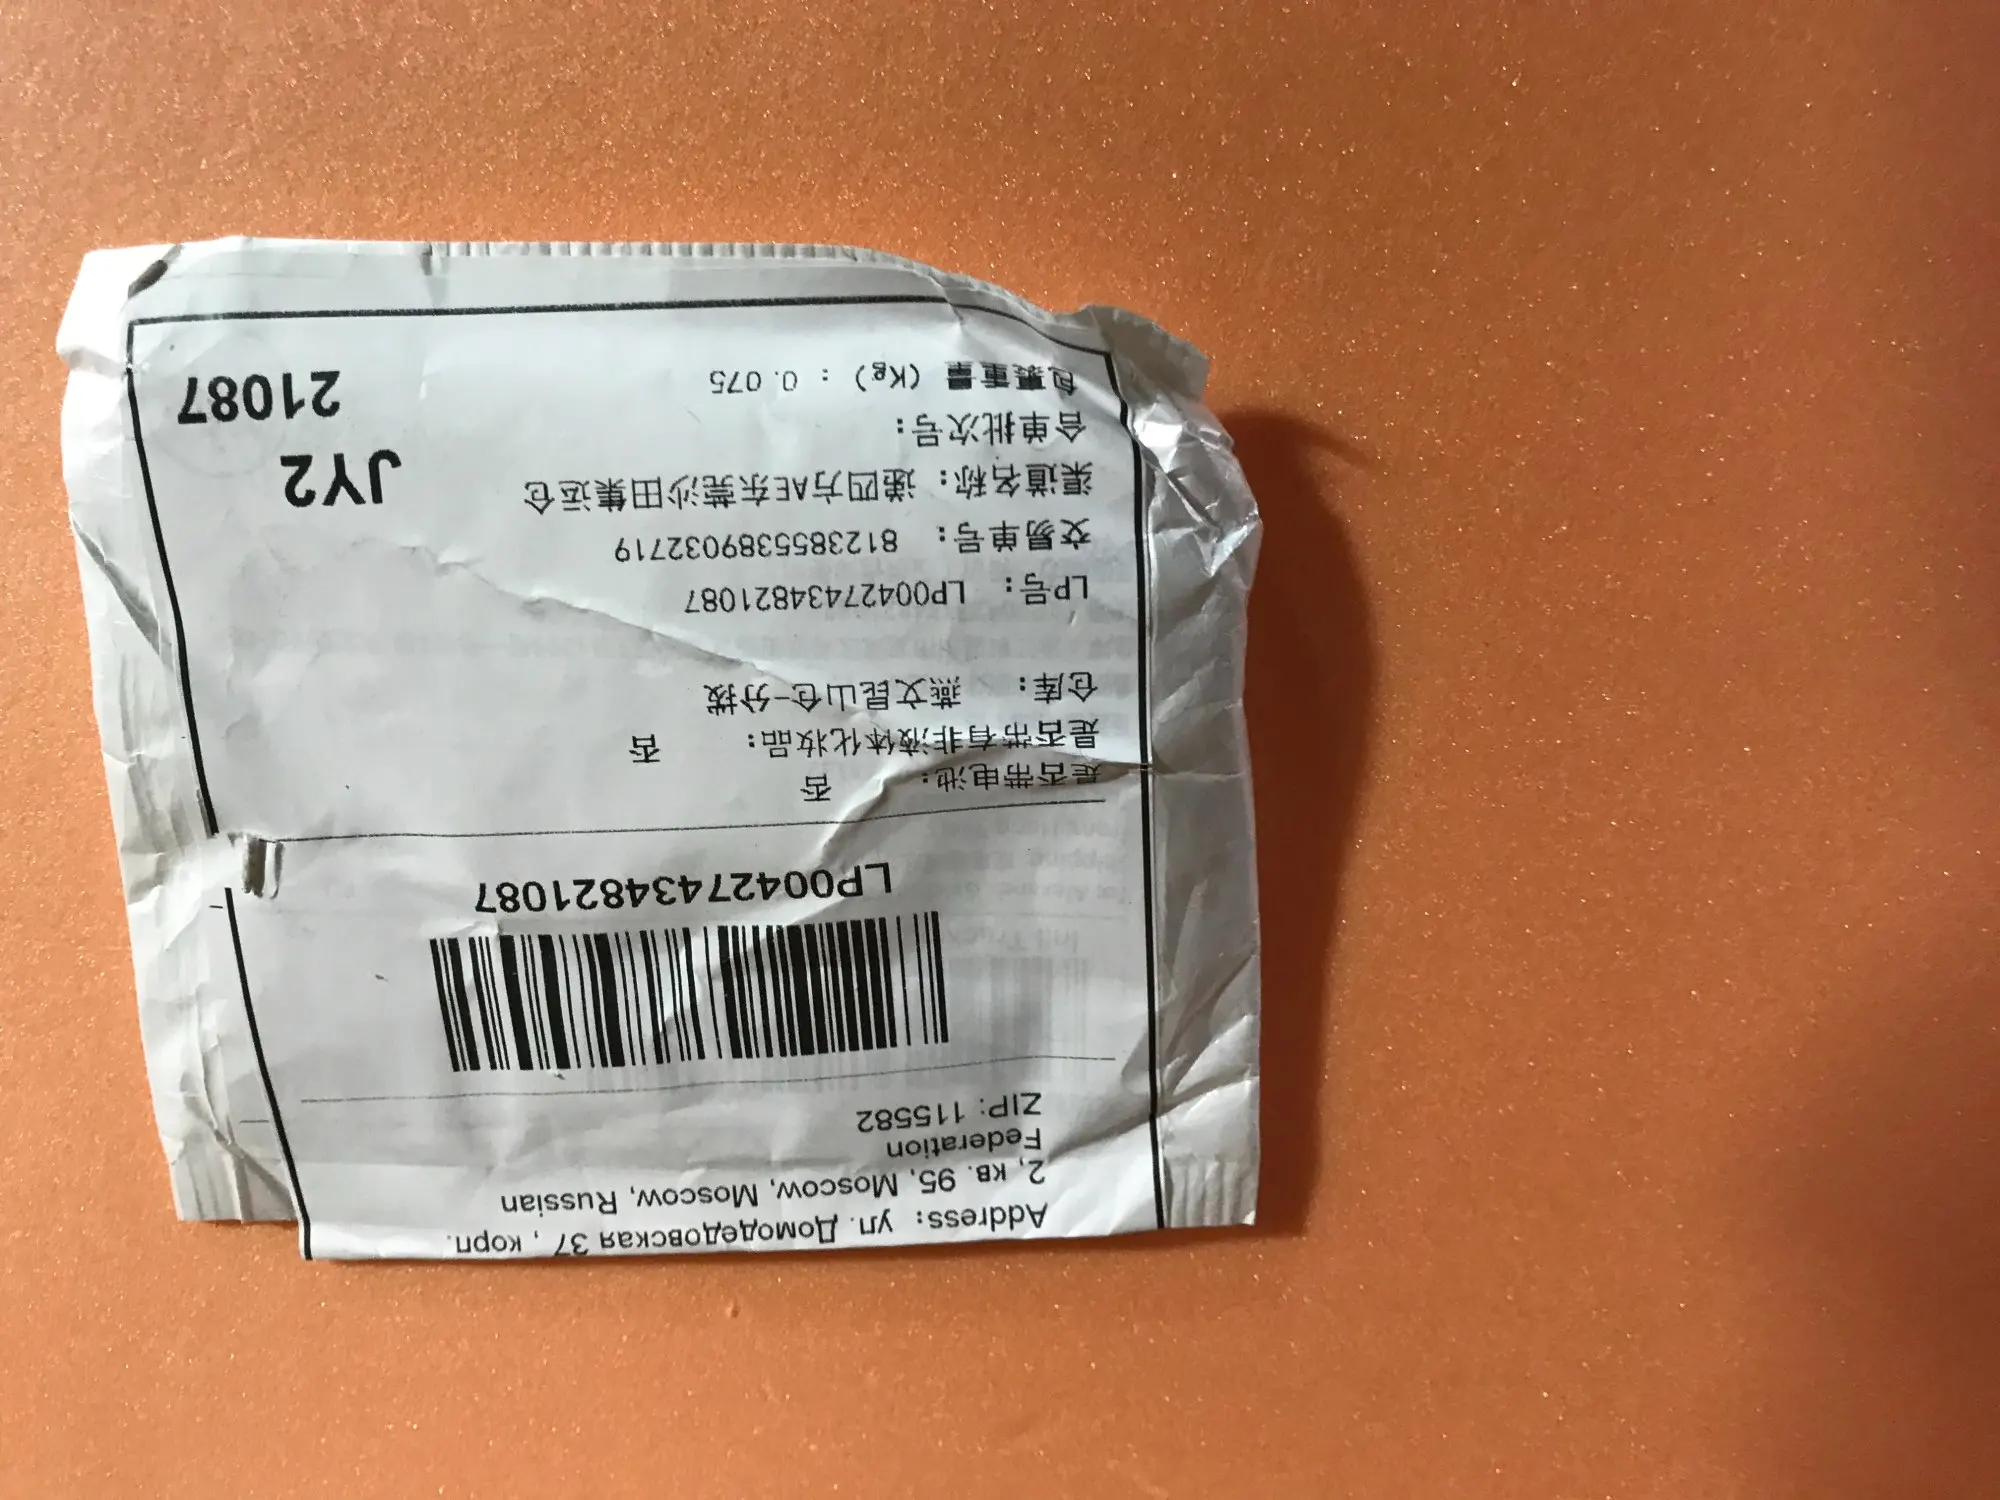 Address: ул. Домодедовская 37 , корп.
2, кв. 95, Moscow, Moscow, Russian
Federation
ZIP: 115582
LP00427434821087
是否带电池: 否
是否带有非液体化妆品: 否
仓库: 燕文昆山仓-分拨
LP号: LP00427434821087
交易单号: 8123855389032719
渠道名称: 递四方AE东莞沙田集运仓
JY2
合单批次号:
21087
包裹重量 (Kg) : 0.075